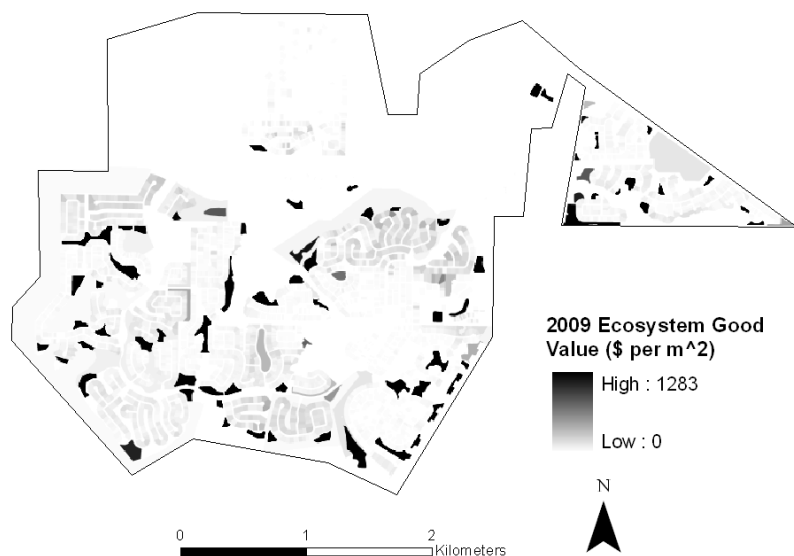 2009 Ecosystem Good
Value ($ per m^2)
High : 1283
Low : 0
N
0 1 2
Kilometers